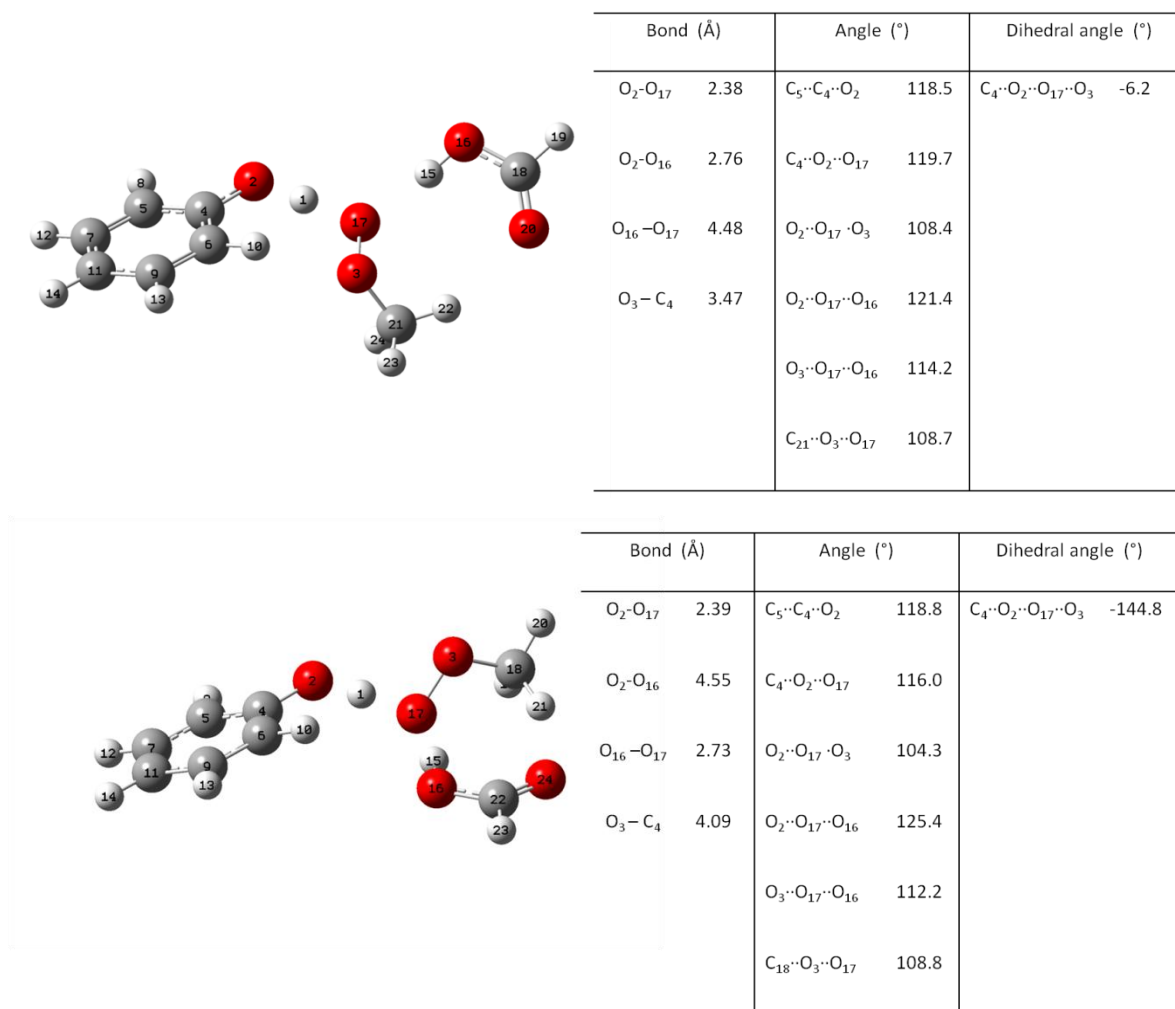 Bond (Å) Angle (°) Dihedral angle (°)
O₂-O₁₇ 2.38 C₅··C₄··O₂ 118.5 C₄··O₂··O₁₇··O₃ -6.2
O₂-O₁₆ 2.76 C₄··O₂··O₁₇ 119.7
O₁₆–O₁₇ 4.48 O₂··O₁₇ ·O₃ 108.4
O₃– C₄ 3.47 O₂··O₁₇··O₁₆ 121.4
O₃··O₁₇··O₁₆ 114.2
C₂₁··O₃··O₁₇ 108.7
16 19
15 18
2 8
1
5 4 17 20
12 7 6 10
11 9 3
14 13 22
21
24
23
Bond (Å) Angle (°) Dihedral angle (°)
O₂-O₁₇ 2.39 C₅··C₄··O₂ 118.8 C₄··O₂··O₁₇··O₃ -144.8
O₂-O₁₆ 4.55 C₄··O₂··O₁₇ 116.0
O₁₆–O₁₇ 2.73 O₂··O₁₇ ·O₃ 104.3
O₃– C₄ 4.09 O₂··O₁₇··O₁₆ 125.4
O₃··O₁₇··O₁₆ 112.2
C₁₈··O₃··O₁₇ 108.8
20
3 18
2 1 21
5 4 17
10
12 7 6
15
11 9 24
14 13 16 22
23